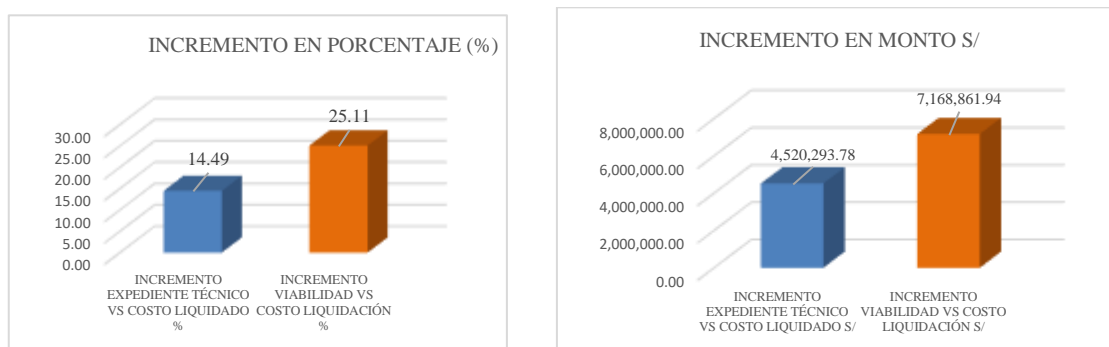 INCREMENTO EN PORCENTAJE (%)
30.00
25.00
20.00
15.00
10.00
5.00
0.00
14.49
25.11
INCREMENTO
EXPEDIENTE TÉCNICO
VS COSTO LIQUIDADO
%
INCREMENTO
VIABILIDAD VS
COSTO LIQUIDACIÓN
%
INCREMENTO EN MONTO S/
8,000,000.00
6,000,000.00
4,000,000.00
2,000,000.00
0.00
4,520,293.78
7,168,861.94
INCREMENTO
EXPEDIENTE TÉCNICO
VS COSTO LIQUIDADO S/
INCREMENTO
VIABILIDAD VS COSTO
LIQUIDACIÓN S/